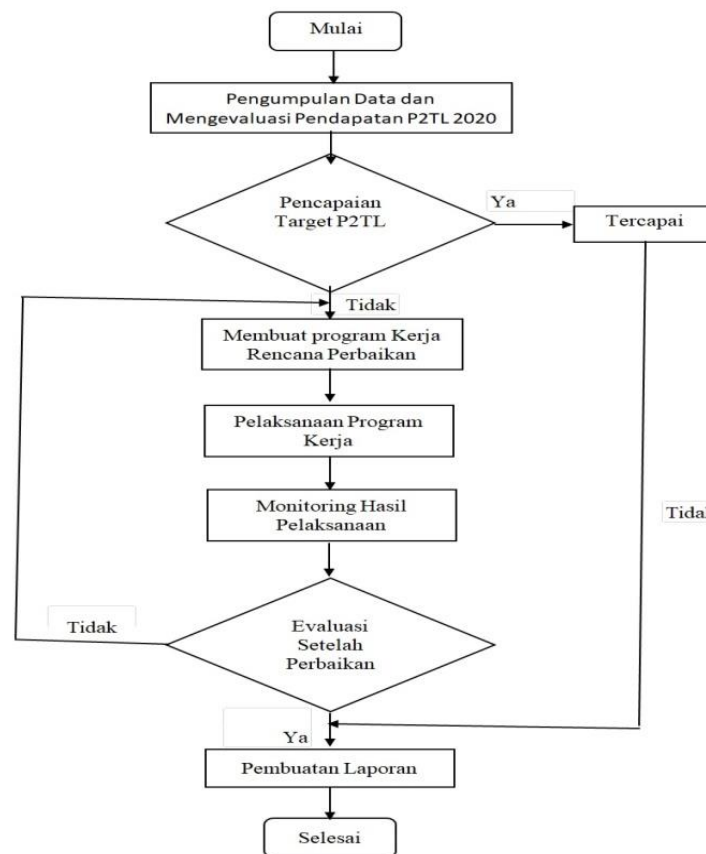 Mulai
Pengumpulan Data dan
Mengevaluasi Pendapatan P2TL 2020
Pencapaian
Target P2TL
Ya
Tercapai
Tidak
Membuat program Kerja
Rencana Perbaikan
Pelaksanaan Program
Kerja
Monitoring Hasil
Pelaksanaan
Tidak
Tidak
Evaluasi
Setelah
Perbaikan
Ya
Pembuatan Laporan
Selesai